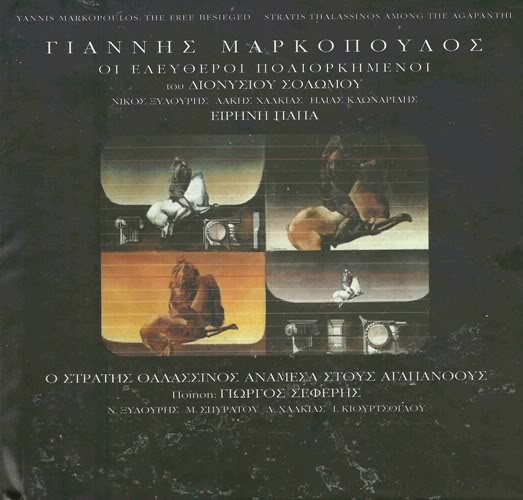 YANNIS MARKOPOULOS: THE FREE BESIEGED STRATIS THALASSINOS AMONG THE AGAPANTHI
ΓΙΑΝΝΗΣ ΜΑΡΚΟΠΟΥΛΟΣ
ΟΙ ΕΛΕΥΘΕΡΟΙ ΠΟΛΙΟΡΚΗΜΕΝΟΙ
του ΔΙΟΝΥΣΙΟΥ ΣΟΛΩΜΟΥ
ΝΙΚΟΣ ΞΥΛΟΥΡΗΣ ΛΑΚΗΣ ΧΑΛΚΙΑΣ ΗΛΙΑΣ ΚΛΩΝΑΡΙΔΗΣ
ΕΙΡΗΝΗ ΠΑΠΑ
Ο ΣΤΡΑΤΗΣ ΘΑΛΑΣΣΙΝΟΣ ΑΝΑΜΕΣΑ ΣΤΟΥΣ ΑΓΑΠΑΝΘΟΥΣ
Ποίηση: ΓΙΩΡΓΟΣ ΣΕΦΕΡΗΣ
Ν. ΞΥΛΟΥΡΗΣ Μ. ΣΠΥΡΑΤΟΥ Λ. ΧΑΛΚΙΑΣ Ι. ΚΙΟΥΡΤΣΟΓΛΟΥ